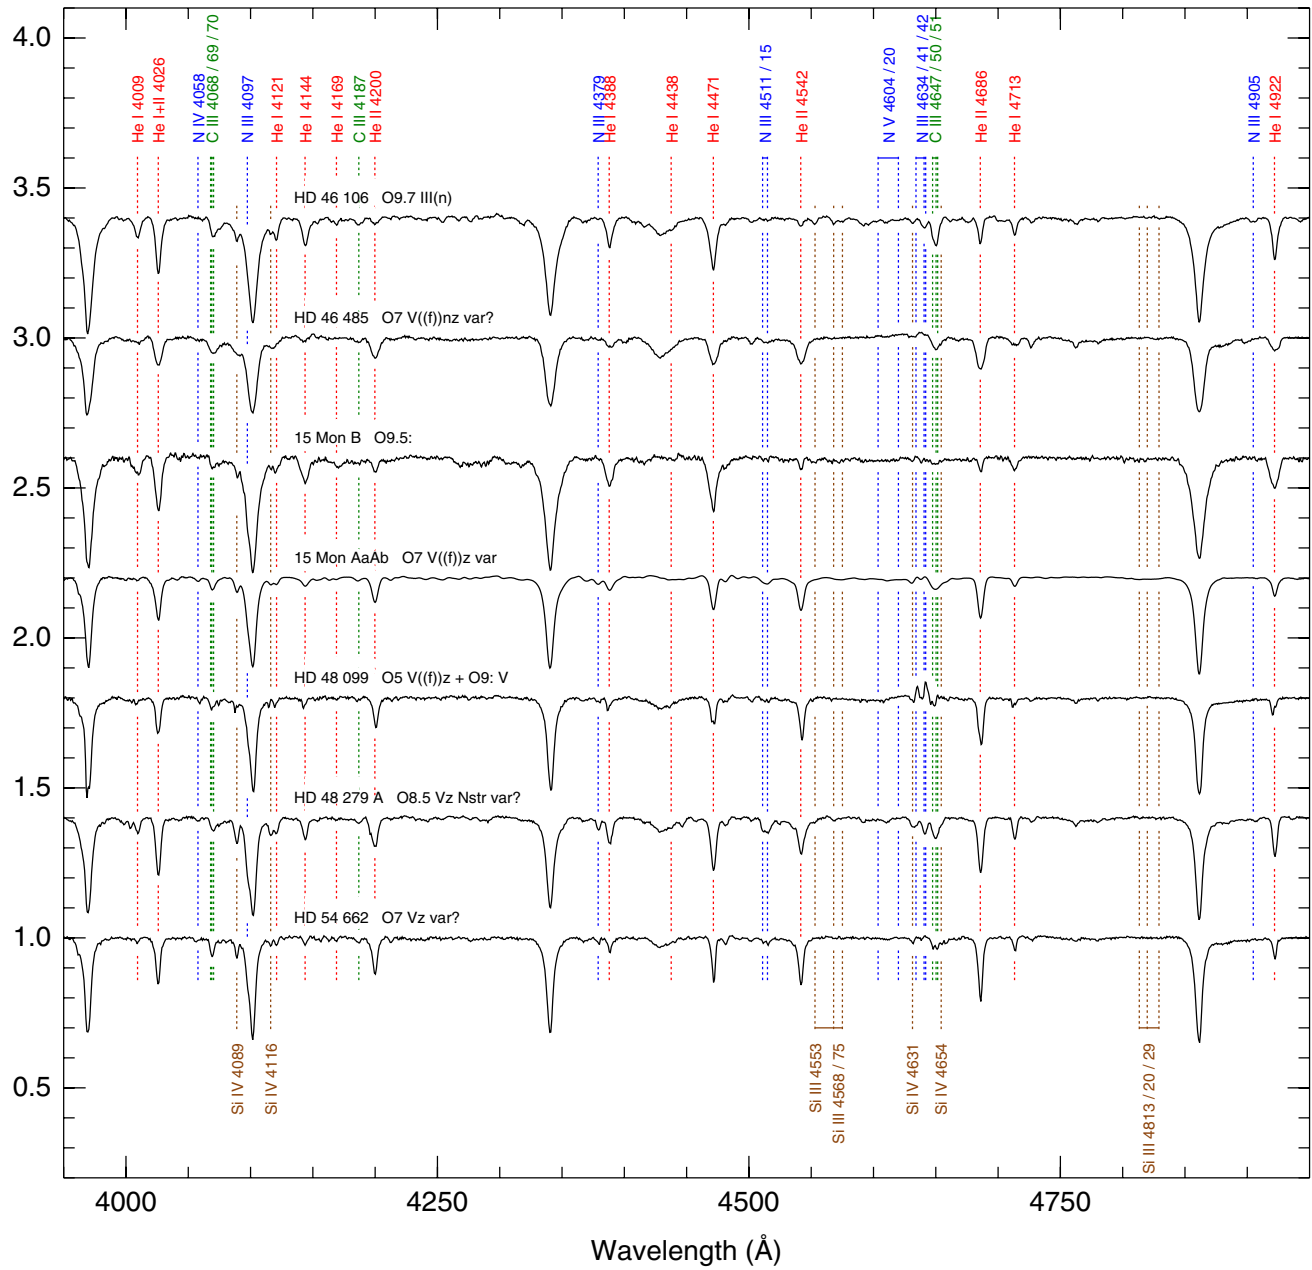 He I 4009
He I+II 4026
N IV 4058
C III 4068 / 69 / 70
N III 4097
He I 4121
He I 4144
He I 4169
C III 4187
He II 4200
N III 4379
He I 4388
He I 4438
He I 4471
N III 4511 / 15
He II 4542
N V 4604 / 20
N III 4634 / 41 / 42
C III 4647 / 50 / 51
He II 4686
He I 4713
N III 4905
He I 4922
4.0
3.5
3.0
2.5
2.0
1.5
1.0
0.5
HD 46 106 O9.7 III(n)
HD 46 485 O7 V((f))nz var?
15 Mon B O9.5:
15 Mon AaAb O7 V((f))z var
HD 48 099 O5 V((f))z + O9: V
HD 48 279 A O8.5 Vz Nstr var?
HD 54 662 O7 Vz var?
Si IV 4089
Si IV 4116
Si III 4553
Si III 4568 / 75
Si IV 4631
Si IV 4654
Si III 4813 / 20 / 29
4000
4250
4500
4750
Wavelength (Å)